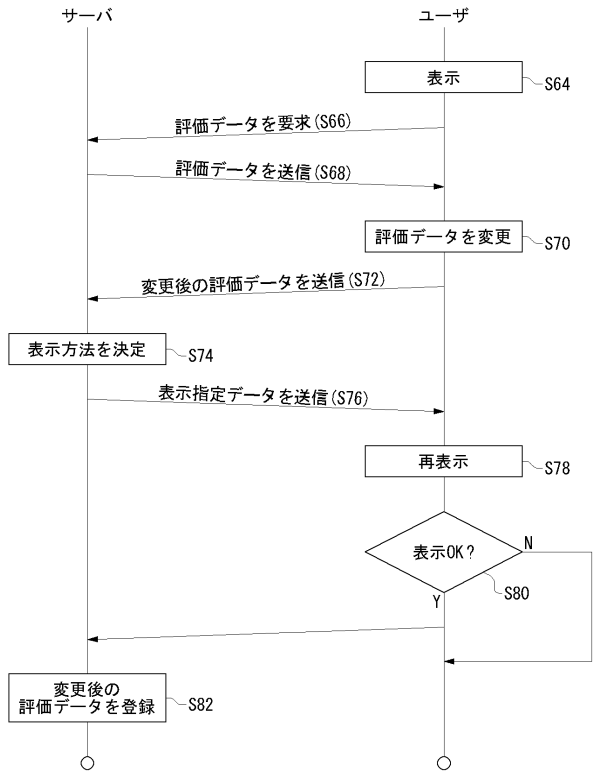 サーバ
ユーザ
表示
S64
評価データを要求(S66)
評価データを送信(S68)
評価データを変更
S70
変更後の評価データを送信(S72)
表示方法を決定
S74
表示指定データを送信(S76)
再表示
S78
表示OK?
N
S80
Y
変更後の
評価データを登録
S82